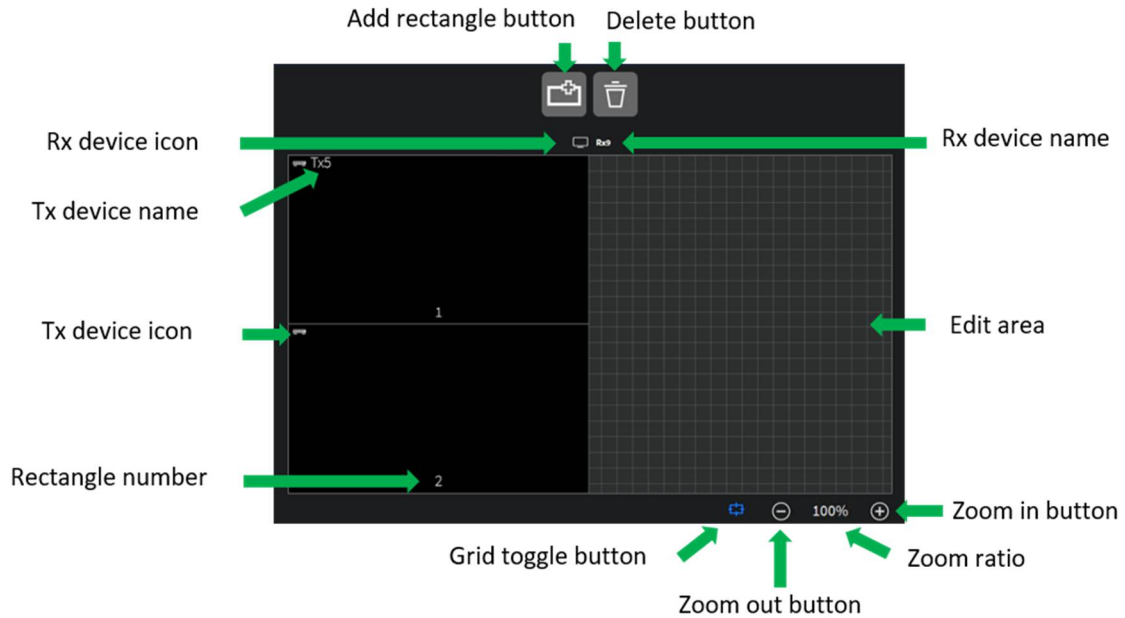 Add rectangle button
Delete button
Rx device icon
Rx9
Rx device name
Tx5
Tx device name
1
Tx device icon
Edit area
Rectangle number
2
100%
Zoom in button
Grid toggle button
Zoom ratio
Zoom out button